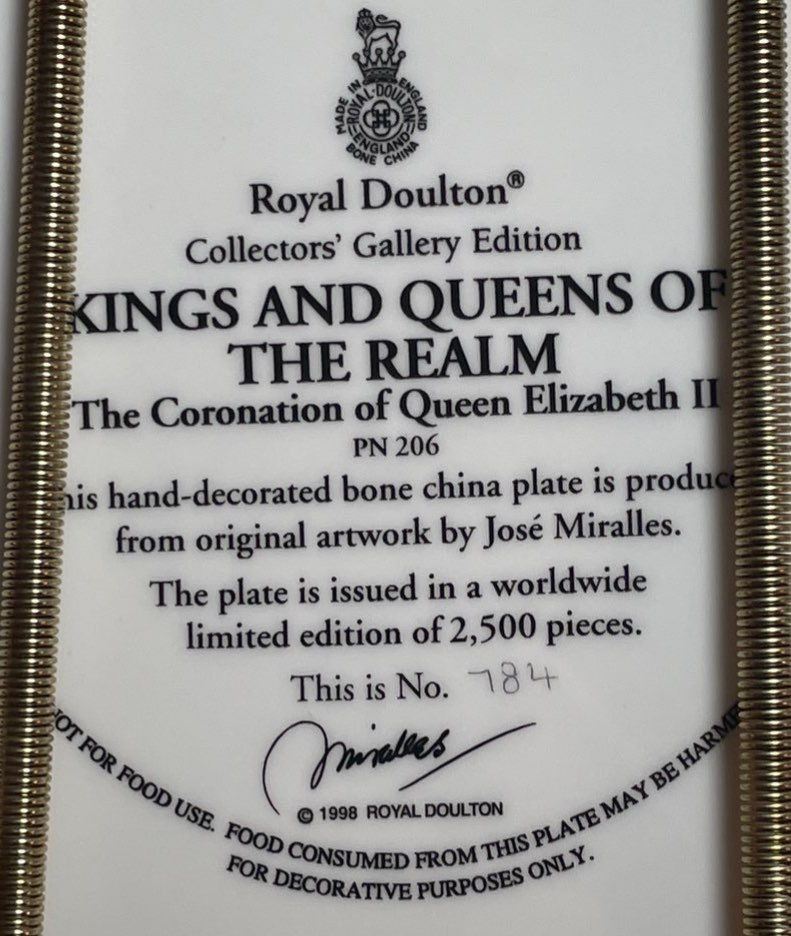 MADE IN ENGLAND
ROYAL·DOULTON
ENGLAND
BONE CHINA
Royal Doulton®
Collectors' Gallery Edition
KINGS AND QUEENS OF
THE REALM
The Coronation of Queen Elizabeth II
PN 206
his hand-decorated bone china plate is produc
from original artwork by José Miralles.
The plate is issued in a worldwide
limited edition of 2,500 pieces.
This is No. 784
Miralles
© 1998 ROYAL DOULTON
OT FOR FOOD USE. FOOD CONSUMED FROM THIS PLATE MAY BE HARMF
FOR DECORATIVE PURPOSES ONLY.